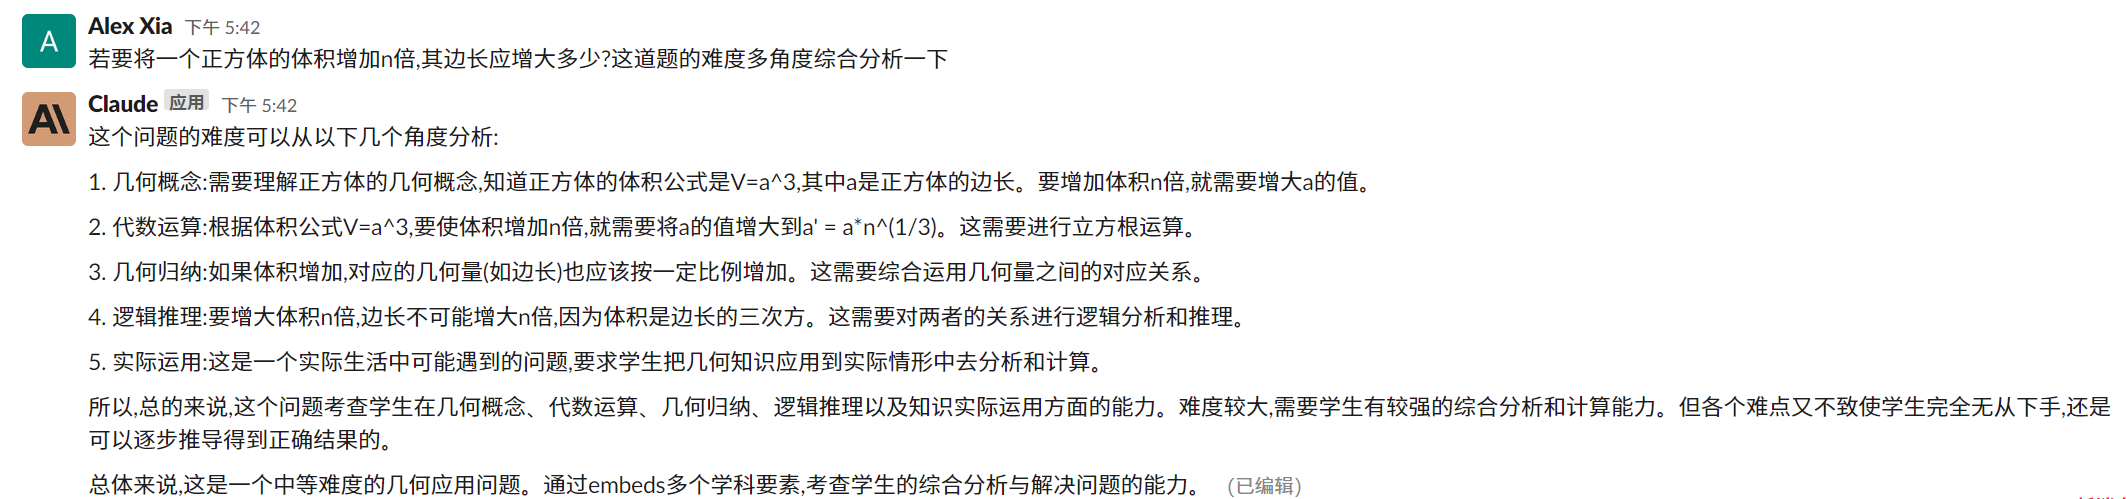 A
Alex Xia 下午 5:42
若要将一个正方体的体积增加n倍,其边长应增大多少?这道题的难度多角度综合分析一下
A\
Claude 应用 下午 5:42
这个问题的难度可以从以下几个角度分析:
1. 几何概念:需要理解正方体的几何概念,知道正方体的体积公式是V=a^3,其中a是正方体的边长。要增加体积n倍,就需要增大a的值。
2. 代数运算:根据体积公式V=a^3,要使体积增加n倍,就需要将a的值增大到a' = a*n^(1/3)。这需要进行立方根运算。
3. 几何归纳:如果体积增加,对应的几何量(如边长)也应该按一定比例增加。这需要综合运用几何量之间的对应关系。
4. 逻辑推理:要增大体积n倍,边长不可能增大n倍,因为体积是边长的三次方。这需要对两者的关系进行逻辑分析和推理。
5. 实际运用:这是一个实际生活中可能遇到的问题,要求学生把几何知识应用到实际情形中去分析和计算。
所以,总的来说,这个问题考查学生在几何概念、代数运算、几何归纳、逻辑推理以及知识实际运用方面的能力。难度较大,需要学生有较强的综合分析和计算能力。但各个难点又不致使学生完全无从下手,还是
可以逐步推导得到正确结果的。
总体来说,这是一个中等难度的几何应用问题。通过embeds多个学科要素,考查学生的综合分析与解决问题的能力。 (已编辑)